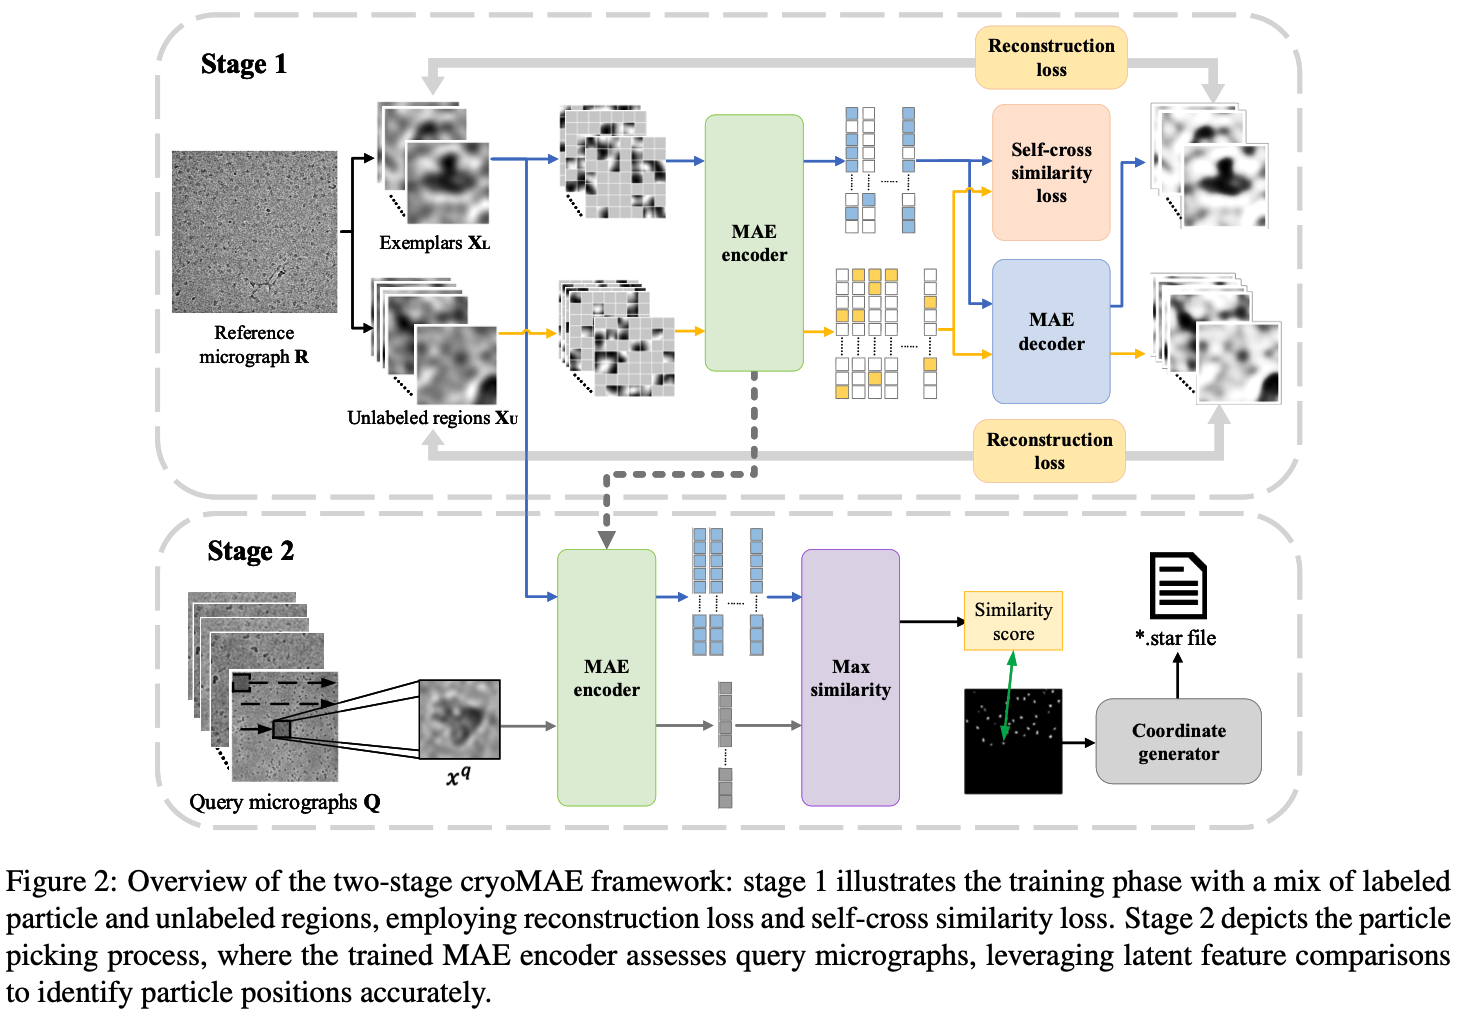 Stage 1
Reconstruction
loss
Exemplars XL
Reference
micrograph R
Unlabeled regions XU
MAE
encoder
Self-cross
similarity
loss
MAE
decoder
Reconstruction
loss
Stage 2
Query micrographs Q
x^q
MAE
encoder
Max
similarity
Similarity
score
*.star file
Coordinate
generator
Figure 2: Overview of the two-stage cryoMAE framework: stage 1 illustrates the training phase with a mix of labeled
particle and unlabeled regions, employing reconstruction loss and self-cross similarity loss. Stage 2 depicts the particle
picking process, where the trained MAE encoder assesses query micrographs, leveraging latent feature comparisons
to identify particle positions accurately.